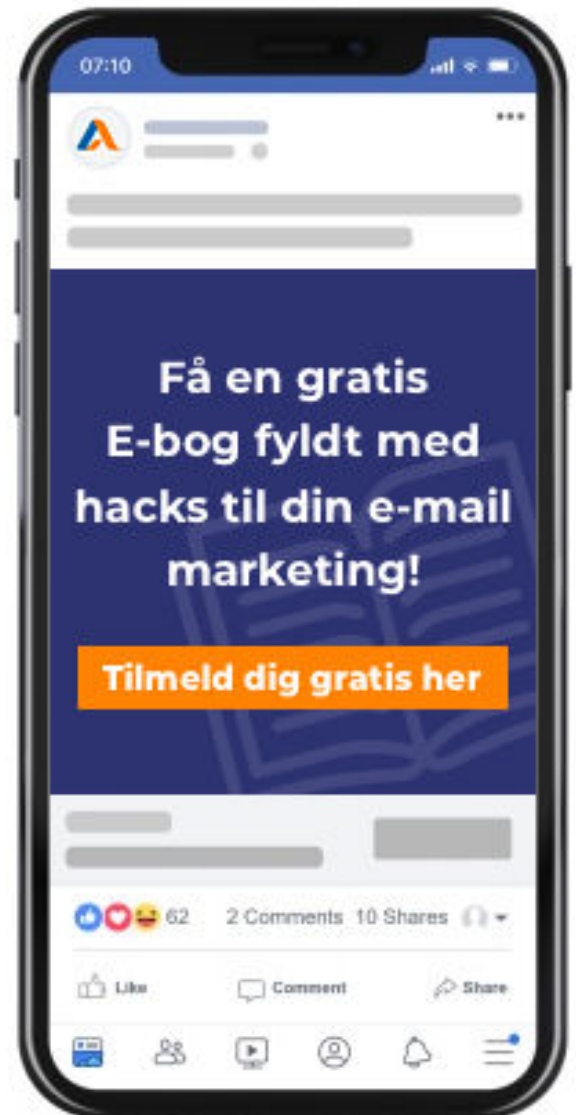 07:10
Få en gratis
E-bog fyldt med
hacks til din e-mail
marketing!
Tilmeld dig gratis her
62 2 Comments 10 Shares
Like Comment Share